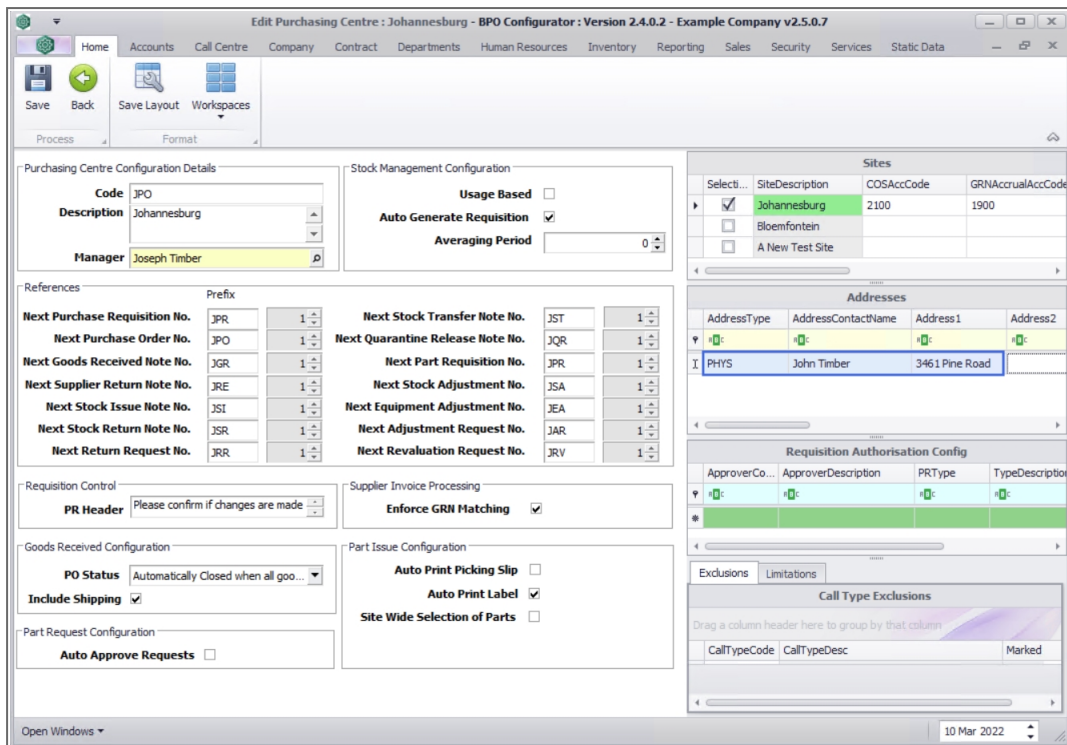 Edit Purchasing Centre : Johannesburg - BPO Configurator : Version 2.4.0.2 - Example Company v2.5.0.7
Home Accounts Call Centre Company Contract Departments Human Resources Inventory Reporting Sales Security Services Static Data
Save Back Save Layout Workspaces
Process Format
Purchasing Centre Configuration Details
Code JPO
Description Johannesburg
Manager Joseph Timber
Stock Management Configuration
Usage Based
Auto Generate Requisition
Averaging Period 0
References
Prefix
Next Purchase Requisition No. JPR 1 Next Stock Transfer Note No. JST 1
Next Purchase Order No. JPO 1 Next Quarantine Release Note No. JQR 1
Next Goods Received Note No. JGR 1 Next Part Requisition No. JPR 1
Next Supplier Return Note No. JRE 1 Next Stock Adjustment No. JSA 1
Next Stock Issue Note No. JSI 1 Next Equipment Adjustment No. JEA 1
Next Stock Return Note No. JSR 1 Next Adjustment Request No. JAR 1
Next Return Request No. JRR 1 Next Revaluation Request No. JRV 1
Requisition Control
PR Header Please confirm if changes are made
Supplier Invoice Processing
Enforce GRN Matching
Goods Received Configuration
PO Status Automatically Closed when all goo...
Include Shipping
Part Issue Configuration
Auto Print Picking Slip
Auto Print Label
Site Wide Selection of Parts
Part Request Configuration
Auto Approve Requests
Sites
Selecti... SiteDescription COSAccCode GRNAccrualAccCode
Johannesburg 2100 1900
Bloemfontein
A New Test Site
Addresses
AddressType AddressContactName Address1 Address2
PHYS John Timber 3461 Pine Road
Requisition Authorisation Config
ApproverCo... ApproverDescription PRType TypeDescription
Exclusions Limitations
Call Type Exclusions
Drag a column header here to group by that column
CallTypeCode CallTypeDesc Marked
Open Windows 10 Mar 2022